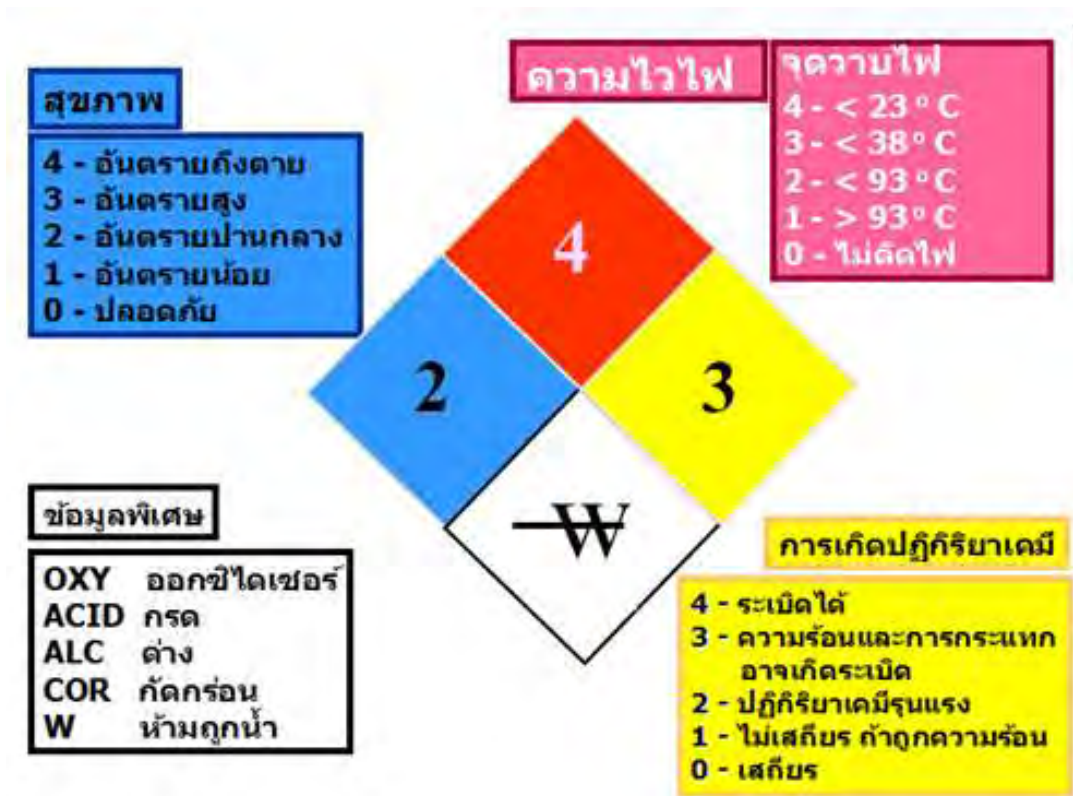 สุขภาพ
4 - อันตรายถึงตาย
3 - อันตรายสูง
2 - อันตรายปานกลาง
1 - อันตรายน้อย
0 - ปลอดภัย
ความไวไฟ
จุดวาบไฟ
4 - < 23 ° C
3 - < 38° C
2 - < 93° C
1 - > 93° C
0 - ไม่ติดไฟ
4
2
3
W
ข้อมูลพิเศษ
OXY ออกซิไดเซอร์
ACID กรด
ALC ด่าง
COR กัดกร่อน
W ห้ามถูกน้ำ
การเกิดปฏิกิริยาเคมี
4 - ระเบิดได้
3 - ความร้อนและการกระแทก
อาจเกิดระเบิด
2 - ปฏิกิริยาเคมีรุนแรง
1 - ไม่เสถียร ถ้าถูกความร้อน
0 - เสถียร